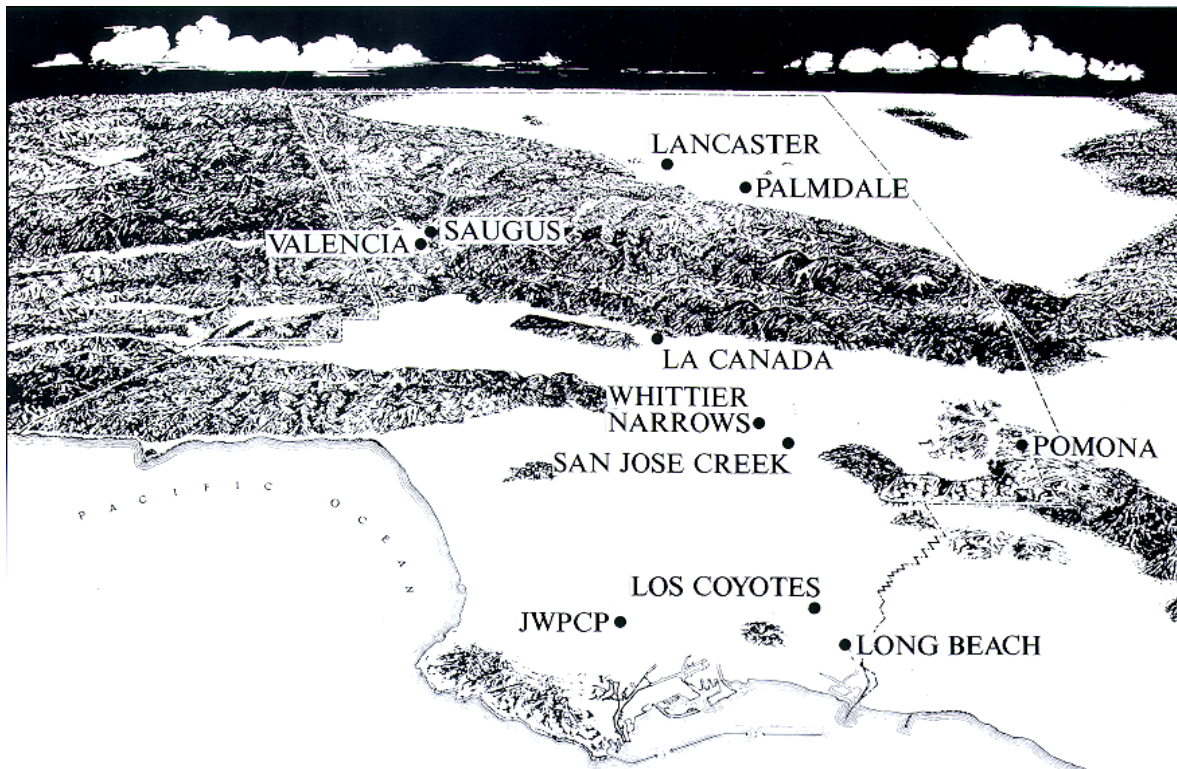 LANCASTER
PALMDALE
SAUGUS
VALENCIA
LA CANADA
WHITTIER
NARROWS
SAN JOSE CREEK
POMONA
PACIFIC OCEAN
LOS COYOTES
JWPCP
LONG BEACH